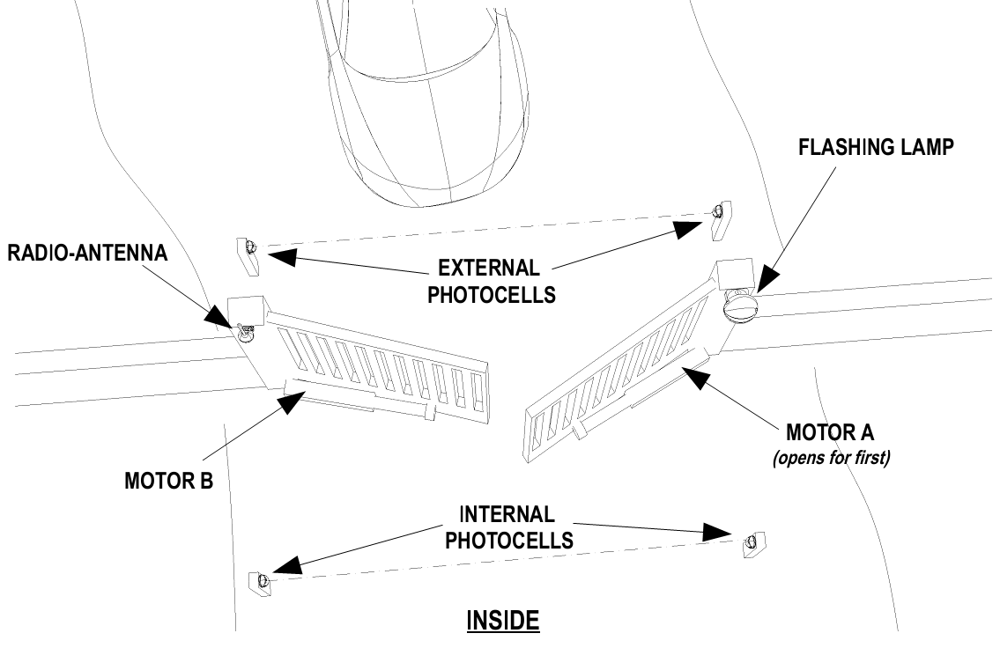 FLASHING LAMP
RADIO-ANTENNA
EXTERNAL
PHOTOCELLS
MOTOR A
(opens for first)
MOTOR B
INTERNAL
PHOTOCELLS
INSIDE